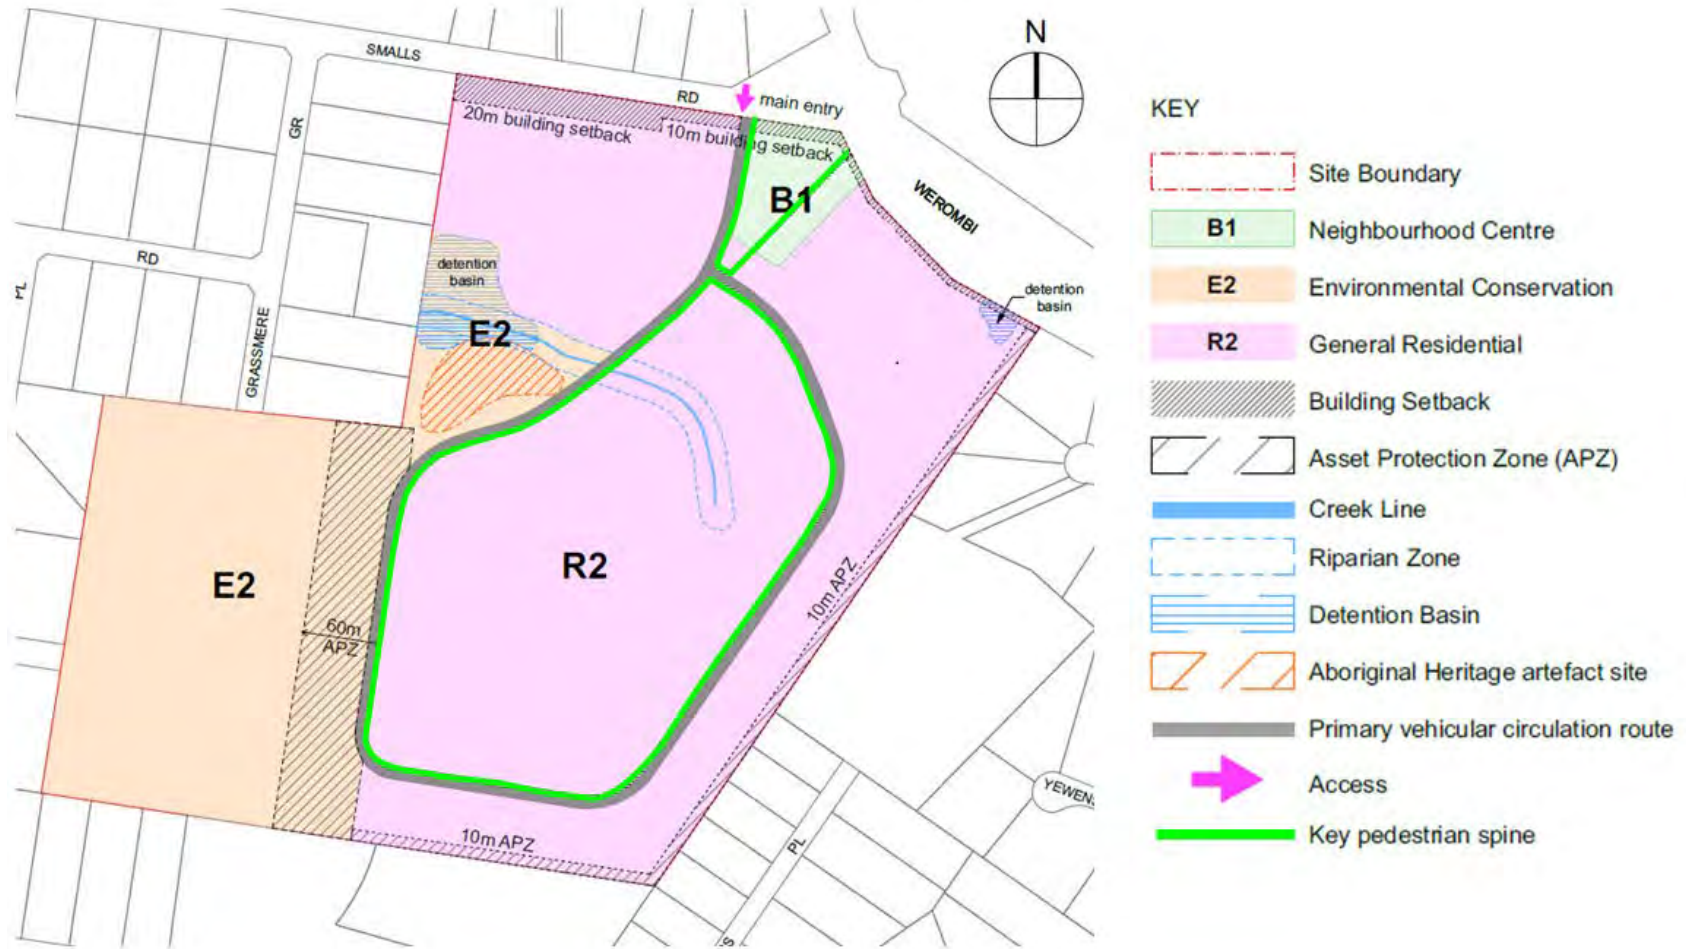 SMALLS
RD
main entry
N
20m building setback
10m building setback
GR
B1
WEROMBI
RD
PL
detention
basin
detention
basin
E2
GRASSMERE
R2
E2
60m
APZ
10m APZ
10m APZ
PL
YEWENS
S
KEY
Site Boundary
B1 Neighbourhood Centre
E2 Environmental Conservation
R2 General Residential
Building Setback
Asset Protection Zone (APZ)
Creek Line
Riparian Zone
Detention Basin
Aboriginal Heritage artefact site
Primary vehicular circulation route
Access
Key pedestrian spine